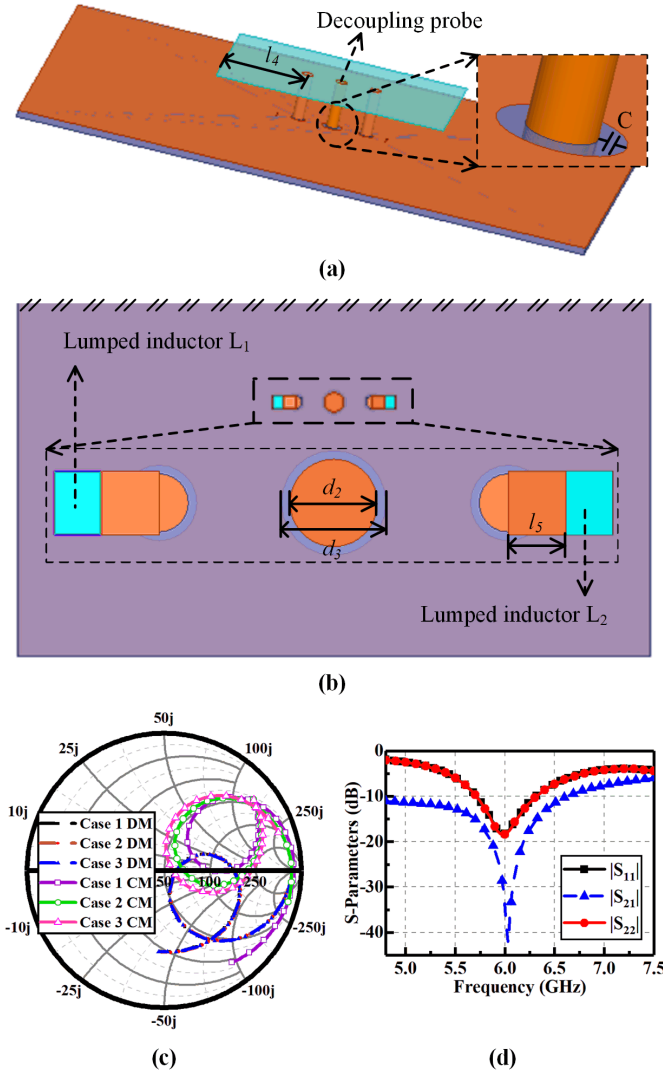 Decoupling probe
l4
C
(a)
Lumped inductor L1
d2
d3
l5
Lumped inductor L2
(b)
50j
25j
100j
10j
250j
Case 1 DM
Case 2 DM
Case 3 DM
Case 1 CM
Case 2 CM
Case 3 CM
50
100
250
-10j
-250j
-25j
-100j
-50j
(c)
0
-10
-20
-30
-40
S-Parameters (dB)
|S11|
|S21|
|S22|
5.0
5.5
6.0
6.5
7.0
7.5
Frequency (GHz)
(d)